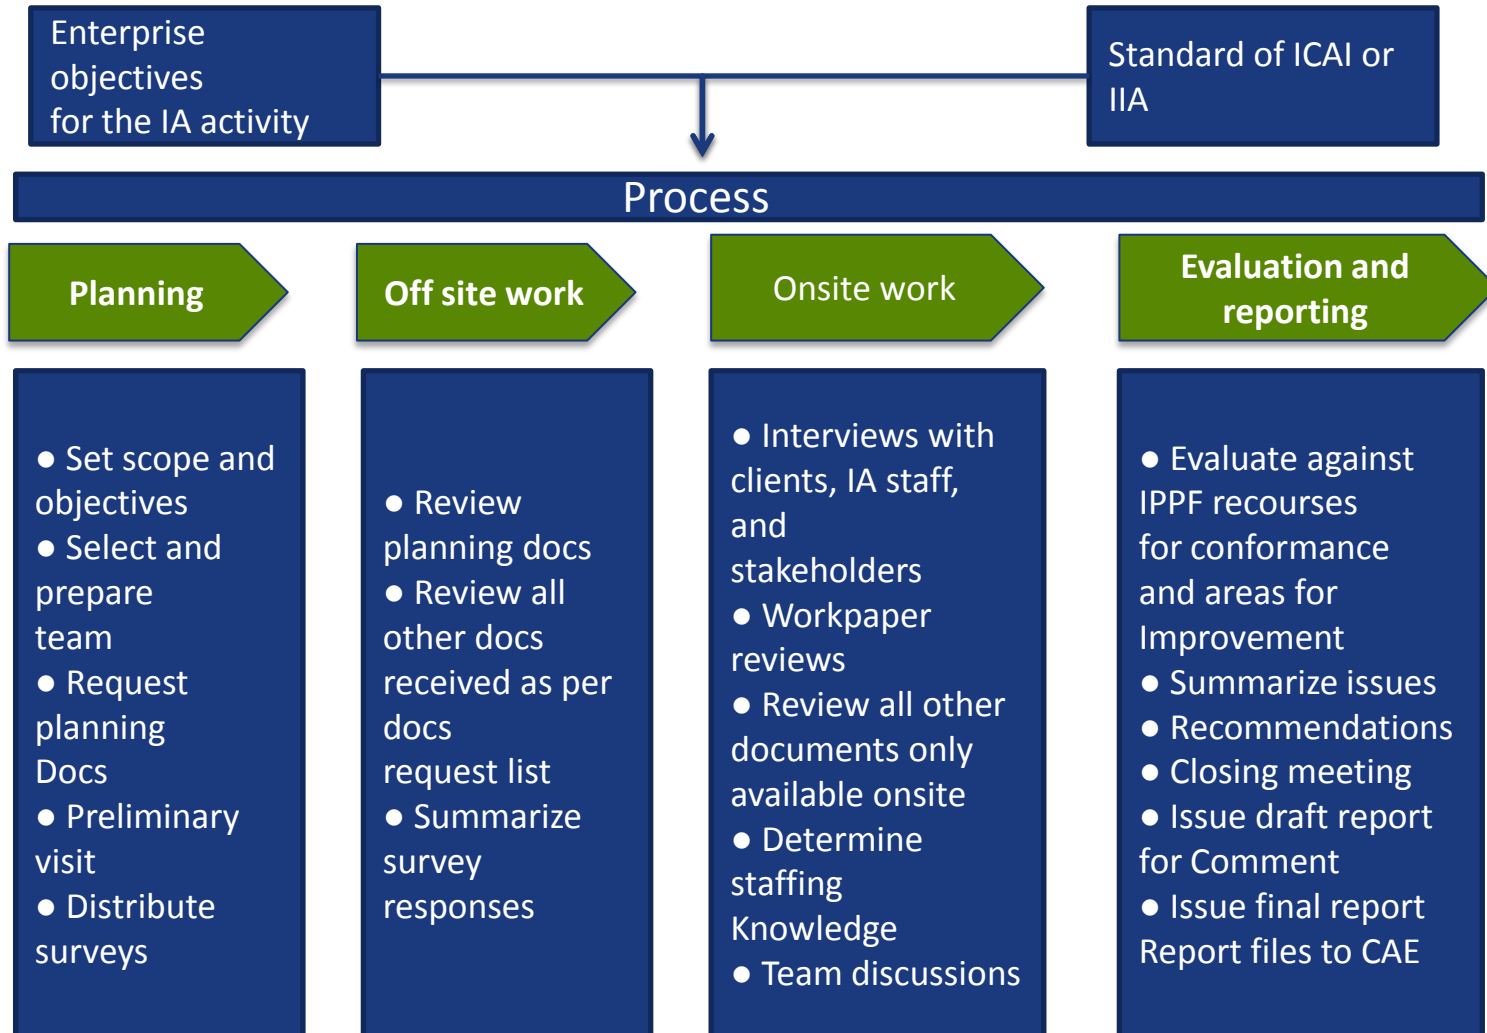 Enterprise
objectives
for the IA activity
Standard of ICAI or
IIA
Process
Planning
Off site work
Onsite work
Evaluation and
reporting
● Set scope and
objectives
● Select and
prepare
team
● Request
planning
Docs
● Preliminary
visit
● Distribute
surveys
● Review
planning docs
● Review all
other docs
received as per
docs
request list
● Summarize
survey
responses
● Interviews with
clients, IA staff,
and
stakeholders
● Workpaper
reviews
● Review all other
documents only
available onsite
● Determine
staffing
Knowledge
● Team discussions
● Evaluate against
IPPF recourses
for conformance
and areas for
Improvement
● Summarize issues
● Recommendations
● Closing meeting
● Issue draft report
for Comment
● Issue final report
Report files to CAE